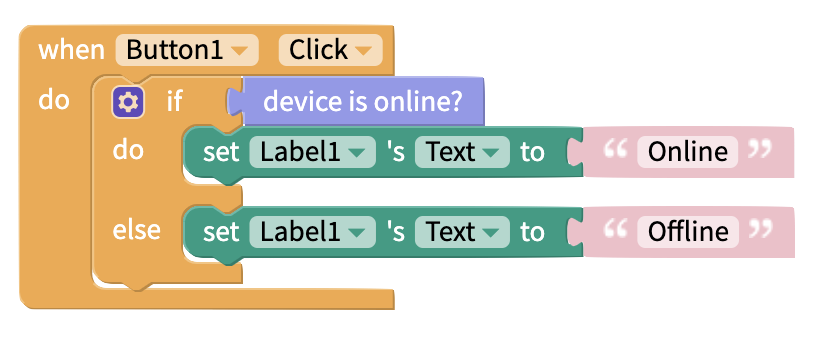 when Button1 Click
do if device is online?
do set Label1 's Text to “ Online ”
else set Label1 's Text to “ Offline ”